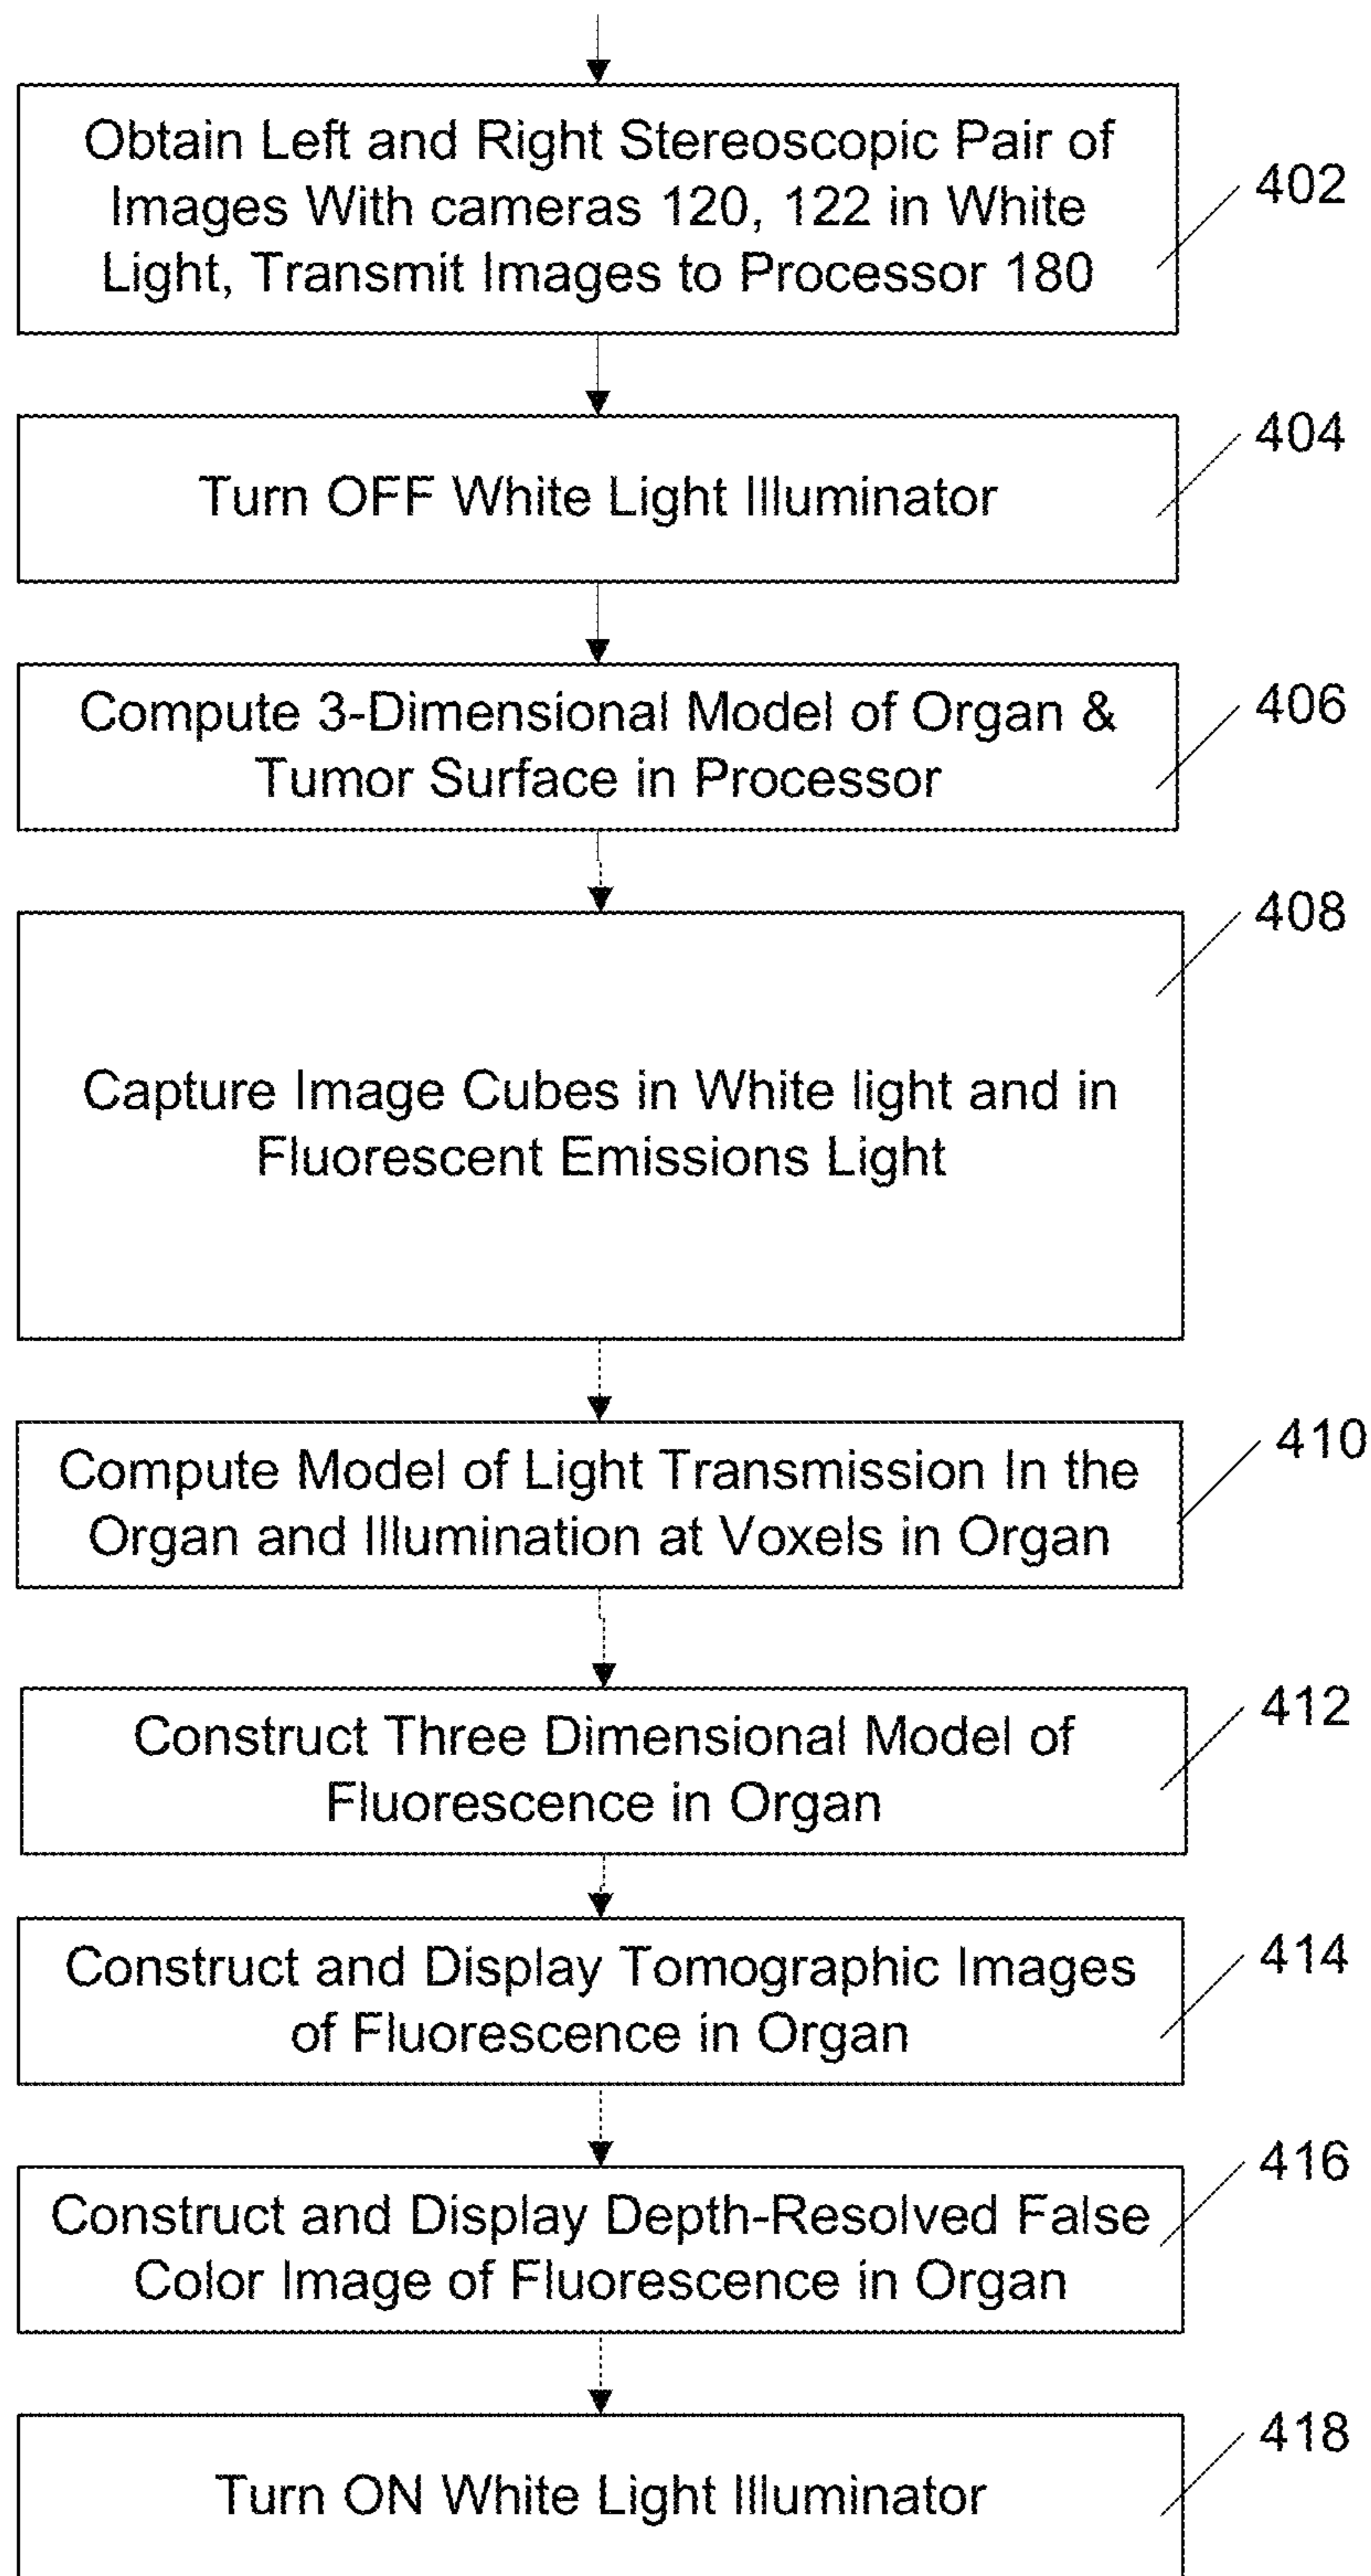 Obtain Left and Right Stereoscopic Pair of
Images With cameras 120, 122 in White
Light, Transmit Images to Processor 180
402
Turn OFF White Light Illuminator
404
Compute 3-Dimensional Model of Organ &
Tumor Surface in Processor
406
Capture Image Cubes in White light and in
Fluorescent Emissions Light
408
Compute Model of Light Transmission In the
Organ and Illumination at Voxels in Organ
410
Construct Three Dimensional Model of
Fluorescence in Organ
412
Construct and Display Tomographic Images
of Fluorescence in Organ
414
Construct and Display Depth-Resolved False
Color Image of Fluorescence in Organ
416
Turn ON White Light Illuminator
418